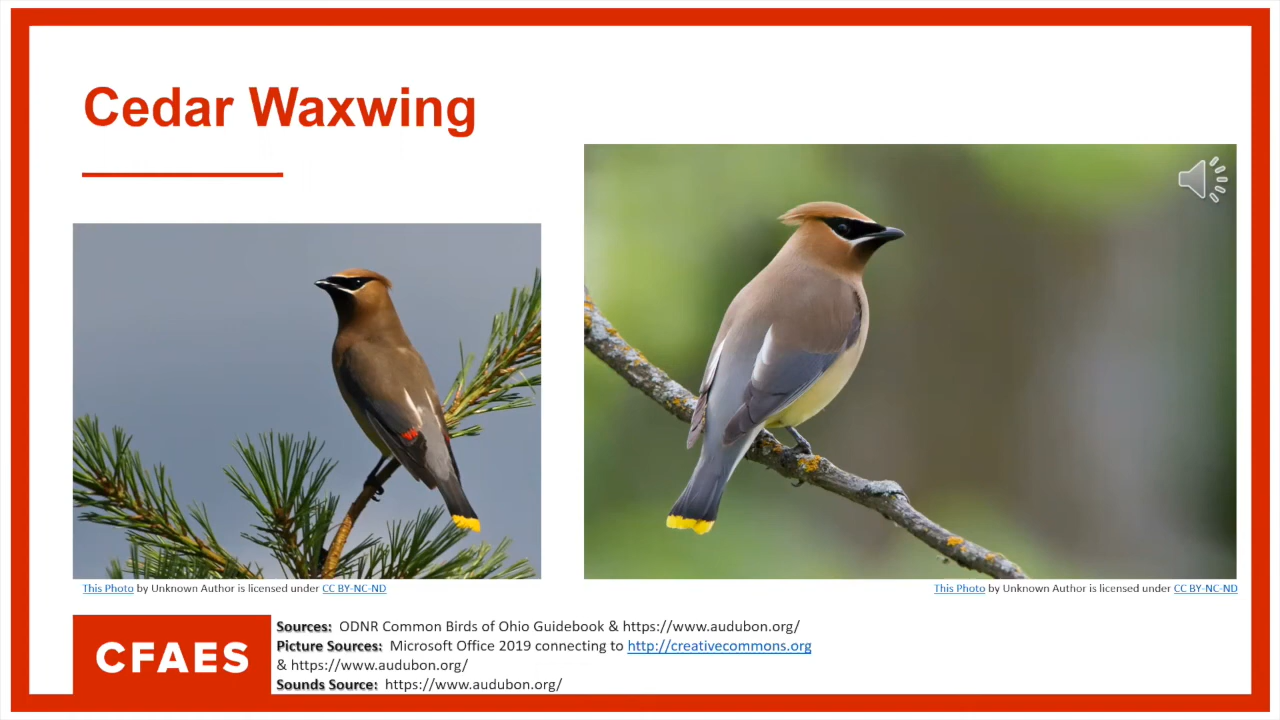 Cedar Waxwing
This Photo by Unknown Author is licensed under CC BY-NC-ND
This Photo by Unknown Author is licensed under CC BY-NC-ND
CFAES
Sources: ODNR Common Birds of Ohio Guidebook & https://www.audubon.org/
Picture Sources: Microsoft Office 2019 connecting to http://creativecommons.org
& https://www.audubon.org/
Sounds Source: https://www.audubon.org/